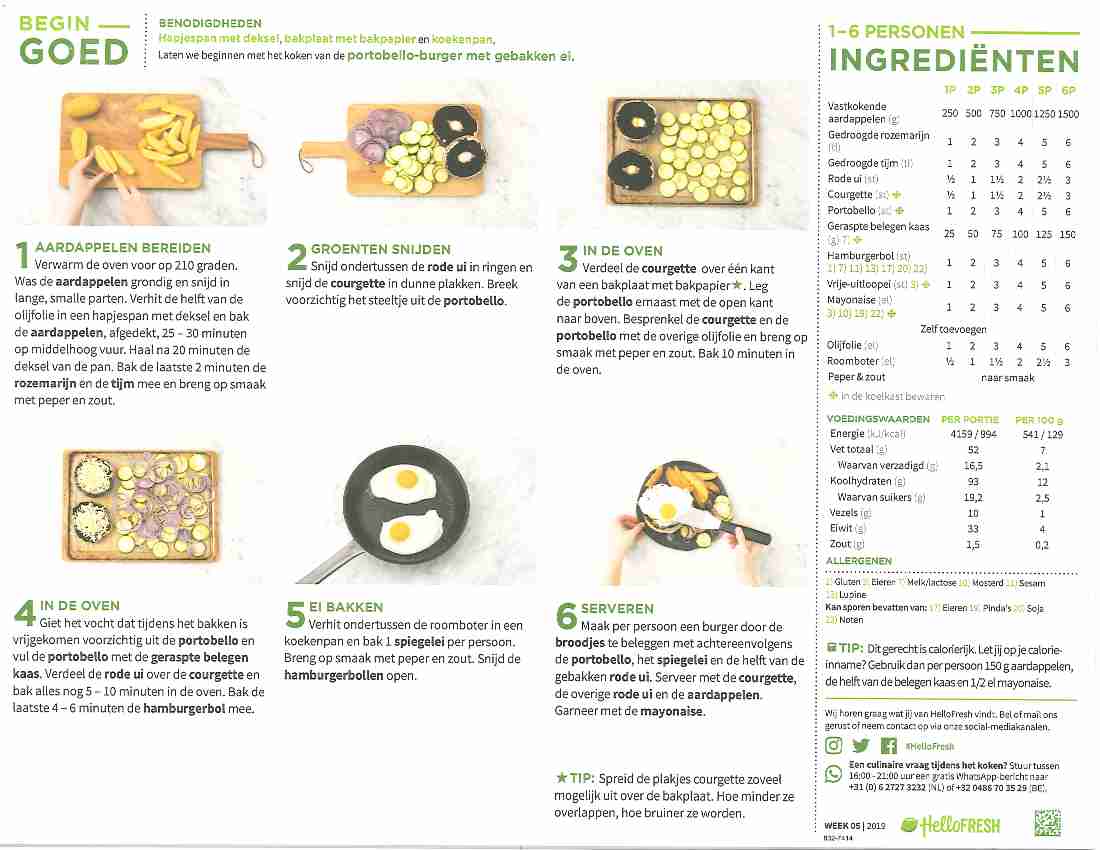 BEGIN
GOED
BENODIGDHEDEN
Hapjespan met deksel, bakplaat met bakpapier en koekenpan.
Laten we beginnen met het koken van de portobello-burger met gebakken ei.
1 AARDAPPELEN BEREIDEN
Verwarm de oven voor op 210 graden.
Was de aardappelen grondig en snijd in
lange, smalle parten. Verhit de helft van de
olijfolie in een hapjespan met deksel en bak
de aardappelen, afgedekt, 25 – 30 minuten
op middelhoog vuur. Haal na 20 minuten de
deksel van de pan. Bak de laatste 2 minuten de
rozemarijn en de tijm mee en breng op smaak
met peper en zout.
2 GROENTEN SNIJDEN
Snijd ondertussen de rode ui in ringen en
snijd de courgette in dunne plakken. Breek
voorzichtig het steeltje uit de portobello.
3 IN DE OVEN
Verdeel de courgette over één kant
van een bakplaat met bakpapier★. Leg
de portobello ernaast met de open kant
naar boven. Besprenkel de courgette en de
portobello met de overige olijfolie en breng op
smaak met peper en zout. Bak 10 minuten in
de oven.
4 IN DE OVEN
Giet het vocht dat tijdens het bakken is
vrijgekomen voorzichtig uit de portobello en
vul de portobello met de geraspte belegen
kaas. Verdeel de rode ui over de courgette en
bak alles nog 5 – 10 minuten in de oven. Bak de
laatste 4 – 6 minuten de hamburgerbol mee.
5 EI BAKKEN
Verhit ondertussen de roomboter in een
koekenpan en bak 1 spiegelei per persoon.
Breng op smaak met peper en zout. Snijd de
hamburgerbollen open.
6 SERVEREN
Maak per persoon een burger door de
broodjes te beleggen met achtereenvolgens
de portobello, het spiegelei en de helft van de
gebakken rode ui. Serveer met de courgette,
de overige rode ui en de aardappelen.
Garneer met de mayonaise.
★TIP: Spreid de plakjes courgette zoveel
mogelijk uit over de bakplaat. Hoe minder ze
overlappen, hoe bruiner ze worden.
1–6 PERSONEN
INGREDIËNTEN
1P 2P 3P 4P 5P 6P
Vastkokende
aardappelen (g) 250 500 750 1000 1250 1500
Gedroogde rozemarijn
(tl) 1 2 3 4 5 6
Gedroogde tijm (tl) 1 2 3 4 5 6
Rode ui (st) ½ 1 1½ 2 2½ 3
Courgette (st) ½ 1 1½ 2 2½ 3
Portobello (st) 1 2 3 4 5 6
Geraspte belegen kaas
(g) 7) 25 50 75 100 125 150
Hamburgerbol (st)
1) 7) 11) 13) 17) 20) 22) 1 2 3 4 5 6
Vrije-uitloopei (st) 3) 1 2 3 4 5 6
Mayonaise (el)
3) 10) 19) 22) 1 2 3 4 5 6
Zelf toevoegen
Olijfolie (el) 1 2 3 4 5 6
Roomboter (el) ½ 1 1½ 2 2½ 3
Peper & zout naar smaak
in de koelkast bewaren
VOEDINGSWAARDEN PER PORTIE PER 100 g
Energie (kJ/kcal) 4159 / 994 541 / 129
Vet totaal (g) 52 7
Waarvan verzadigd (g) 16,5 2,1
Koolhydraten (g) 93 12
Waarvan suikers (g) 19,2 2,5
Vezels (g) 10 1
Eiwit (g) 33 4
Zout (g) 1,5 0,2
ALLERGENEN
1) Gluten 3) Eieren 7) Melk/lactose 10) Mosterd 11) Sesam
13) Lupine
Kan sporen bevatten van: 17) Eieren 19) Pinda's 20) Soja
22) Noten
TIP: Dit gerecht is calorierijk. Let jij op je calorie-
inname? Gebruik dan per persoon 150 g aardappelen,
de helft van de belegen kaas en 1/2 el mayonaise.
Wij horen graag wat jij van HelloFresh vindt. Bel of mail ons
gerust of neem contact op via onze social-mediakanalen.
#HelloFresh
Een culinaire vraag tijdens het koken? Stuur tussen
16:00 - 21:00 uur een gratis WhatsApp-bericht naar
+31 (0) 6 2727 3232 (NL) of +32 0486 70 35 29 (BE).
WEEK 05 | 2019
HelloFRESH